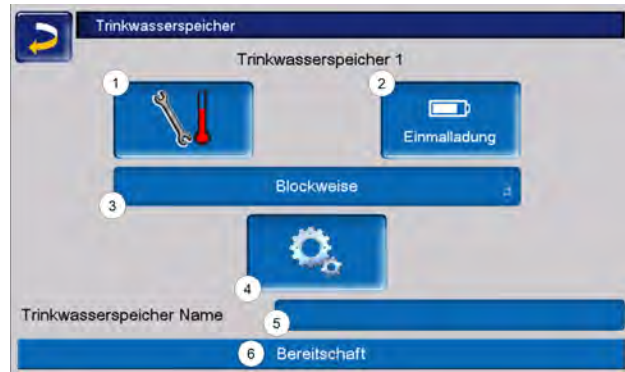 Trinkwasserspeicher
Trinkwasserspeicher 1
1
2
Einmalladung
Blockweise
3
4
Trinkwasserspeicher Name
5
6 Bereitschaft